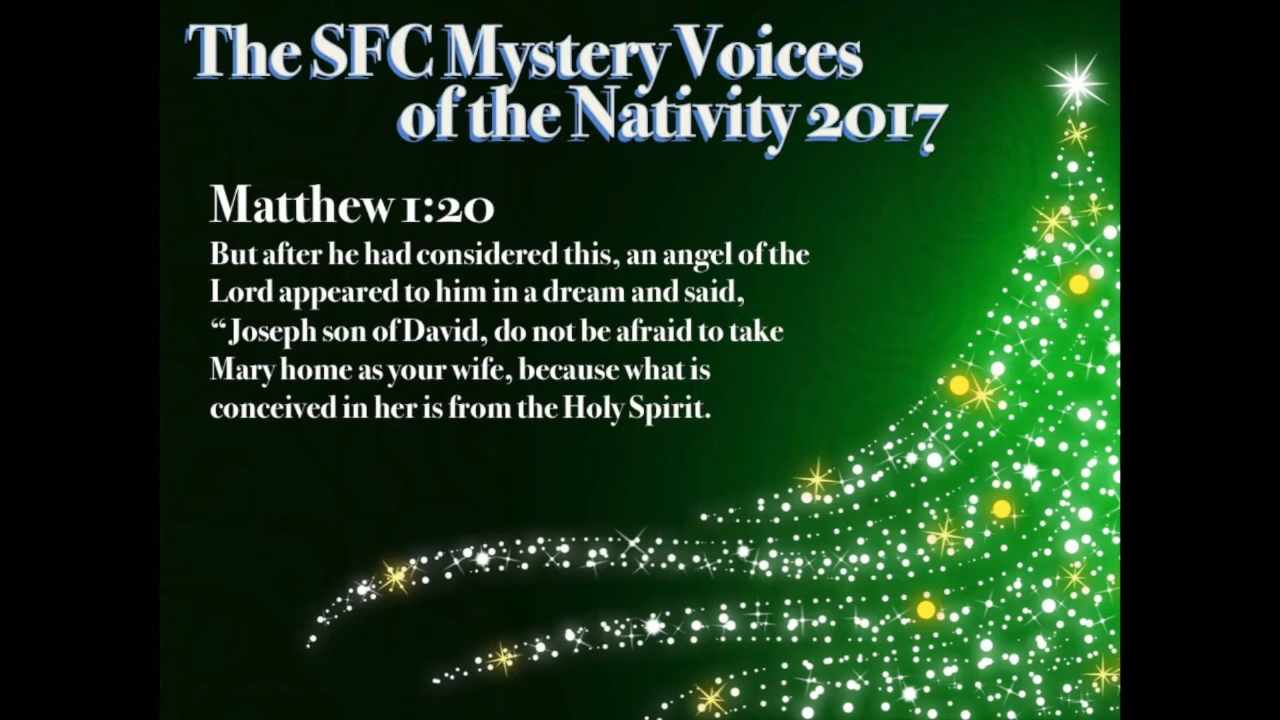 The SFC Mystery Voices
of the Nativity 2017
Matthew 1:20
But after he had considered this, an angel of the
Lord appeared to him in a dream and said,
“Joseph son of David, do not be afraid to take
Mary home as your wife, because what is
conceived in her is from the Holy Spirit.